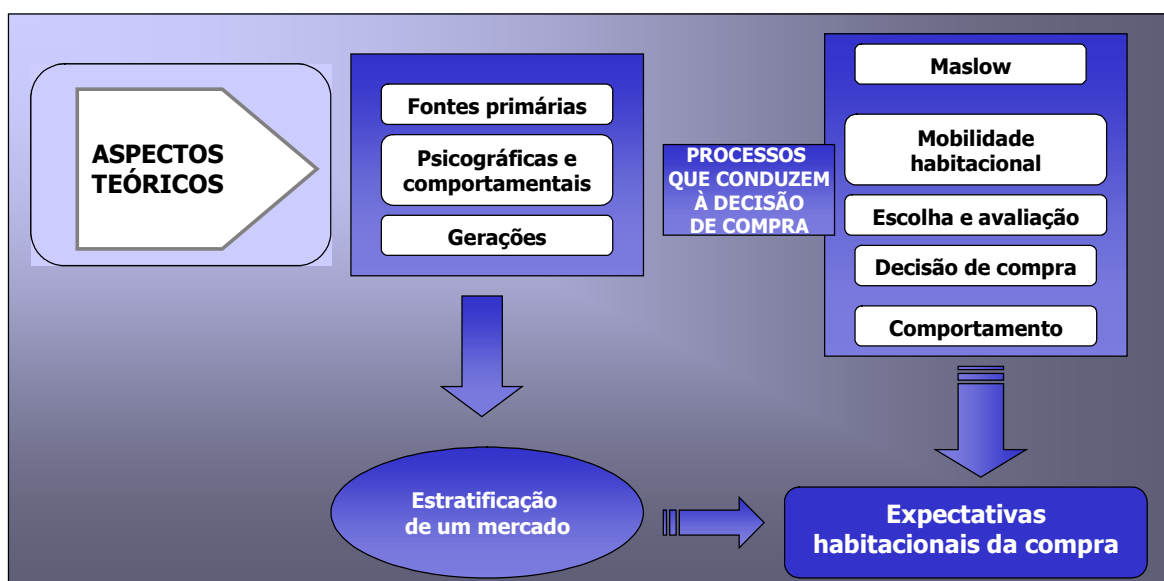 ASPECTOS
TEÓRICOS
Fontes primárias
Psicográficas e
comportamentais
Gerações
PROCESSOS
QUE CONDUZEM
À DECISÃO
DE COMPRA
Maslow
Mobilidade
habitacional
Escolha e avaliação
Decisão de compra
Comportamento
Estratificação
de um mercado
Expectativas
habitacionais da compra